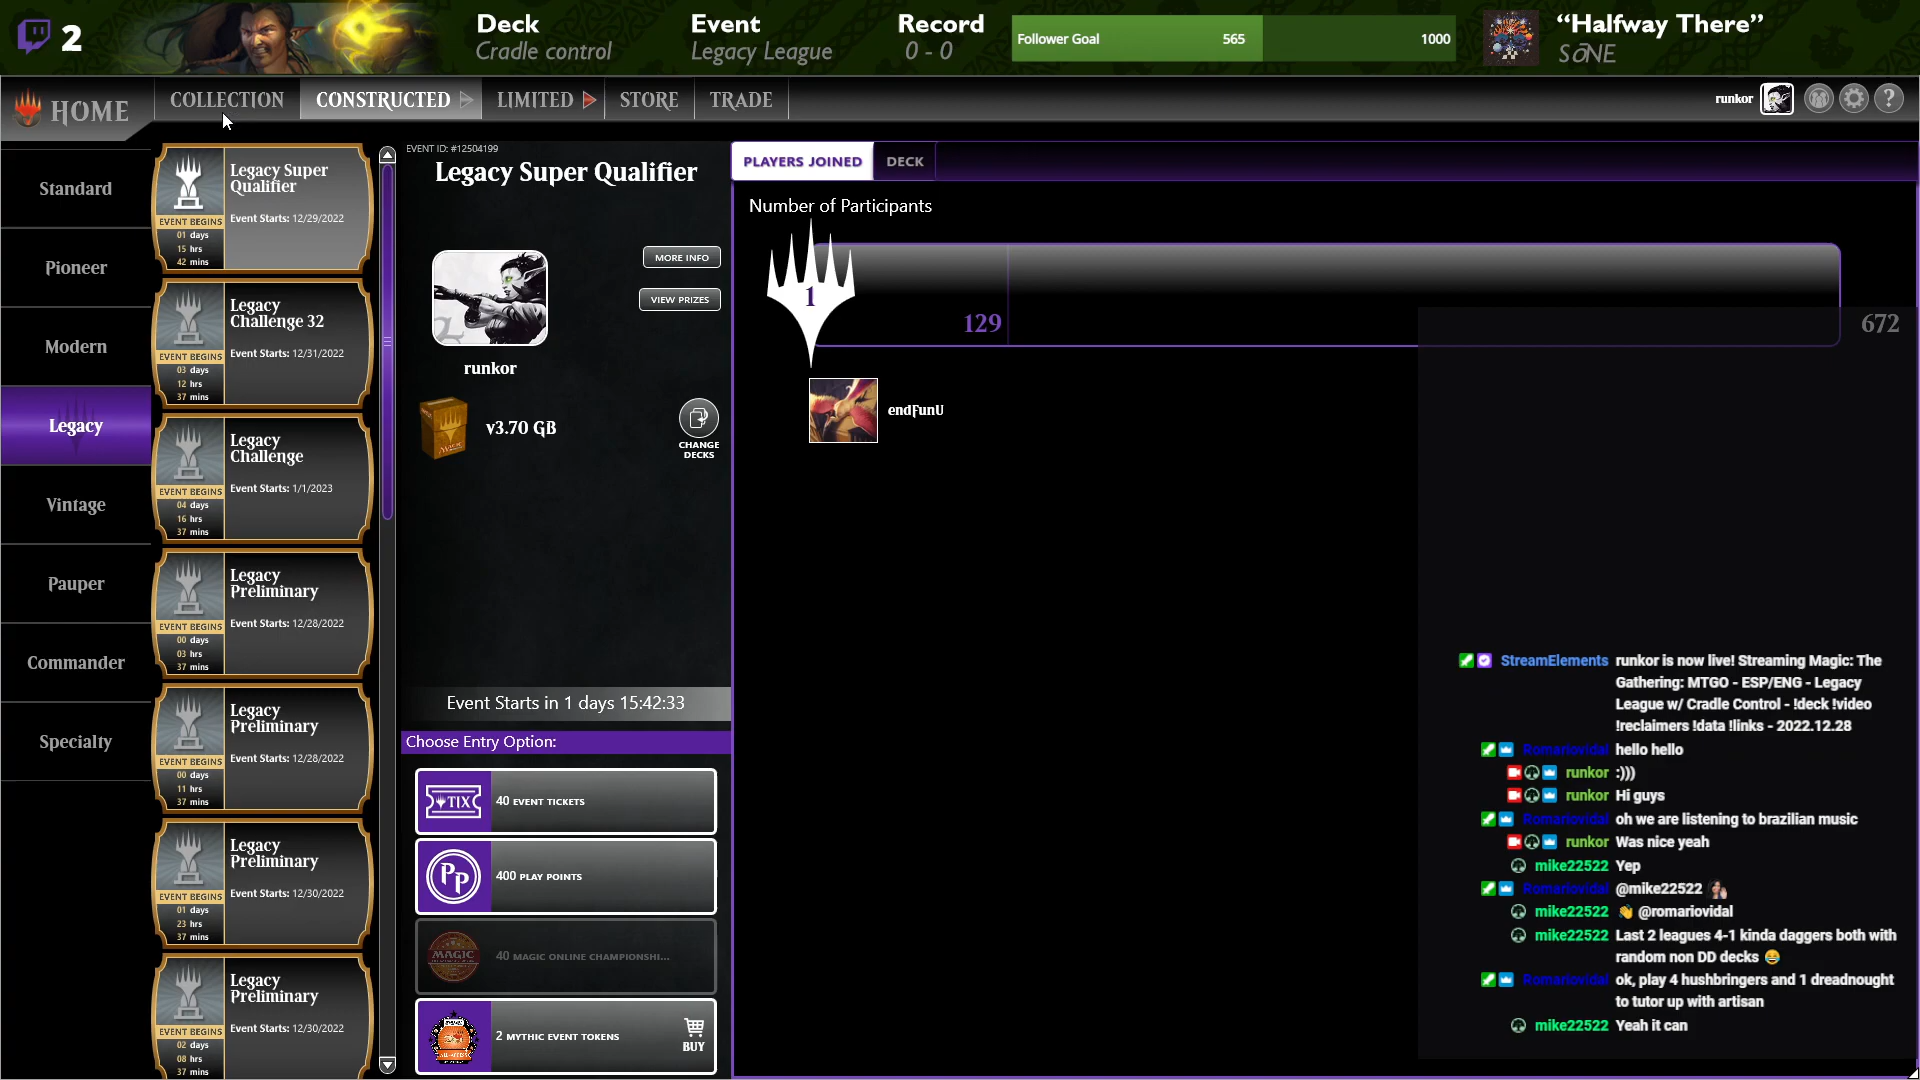 2
Deck
Cradle control
Event
Legacy League
Record
0 - 0
Follower Goal 565 1000
“Halfway There”
SŌNE
HOME
COLLECTION CONSTRUCTED LIMITED STORE TRADE
runkor
?
Standard
Pioneer
Modern
Legacy
Vintage
Pauper
Commander
Specialty
Legacy Super
Qualifier
Event Starts: 12/29/2022
EVENT BEGINS
01 days
15 hrs
42 mins
Legacy
Challenge 32
Event Starts: 12/31/2022
EVENT BEGINS
03 days
12 hrs
37 mins
Legacy
Challenge
Event Starts: 1/1/2023
EVENT BEGINS
04 days
16 hrs
37 mins
Legacy
Preliminary
Event Starts: 12/28/2022
EVENT BEGINS
00 days
03 hrs
37 mins
Legacy
Preliminary
Event Starts: 12/28/2022
EVENT BEGINS
00 days
11 hrs
37 mins
Legacy
Preliminary
Event Starts: 12/30/2022
EVENT BEGINS
01 days
23 hrs
37 mins
Legacy
Preliminary
Event Starts: 12/30/2022
EVENT BEGINS
02 days
08 hrs
37 mins
EVENT ID: #12504199
Legacy Super Qualifier
MORE INFO
VIEW PRIZES
runkor
v3.70 GB
CHANGE
DECKS
Event Starts in 1 days 15:42:33
Choose Entry Option:
TIX
40 EVENT TICKETS
PP
400 PLAY POINTS
MAGIC
40 MAGIC ONLINE CHAMPIONSHI...
2 MYTHIC EVENT TOKENS
BUY
PLAYERS JOINED DECK
Number of Participants
1
129
672
endFunU
StreamElements runkor is now live! Streaming Magic: The
Gathering: MTGO - ESP/ENG - Legacy
League w/ Cradle Control - !deck !video
!reclaimers !data !links - 2022.12.28
Romariovidal hello hello
runkor :)))
runkor Hi guys
Romariovidal oh we are listening to brazilian music
runkor Was nice yeah
mike22522 Yep
Romariovidal @mike22522
mike22522 👋 @romariovidal
mike22522 Last 2 leagues 4-1 kinda daggers both with
random non DD decks 😂
Romariovidal ok, play 4 hushbringers and 1 dreadnought
to tutor up with artisan
mike22522 Yeah it can